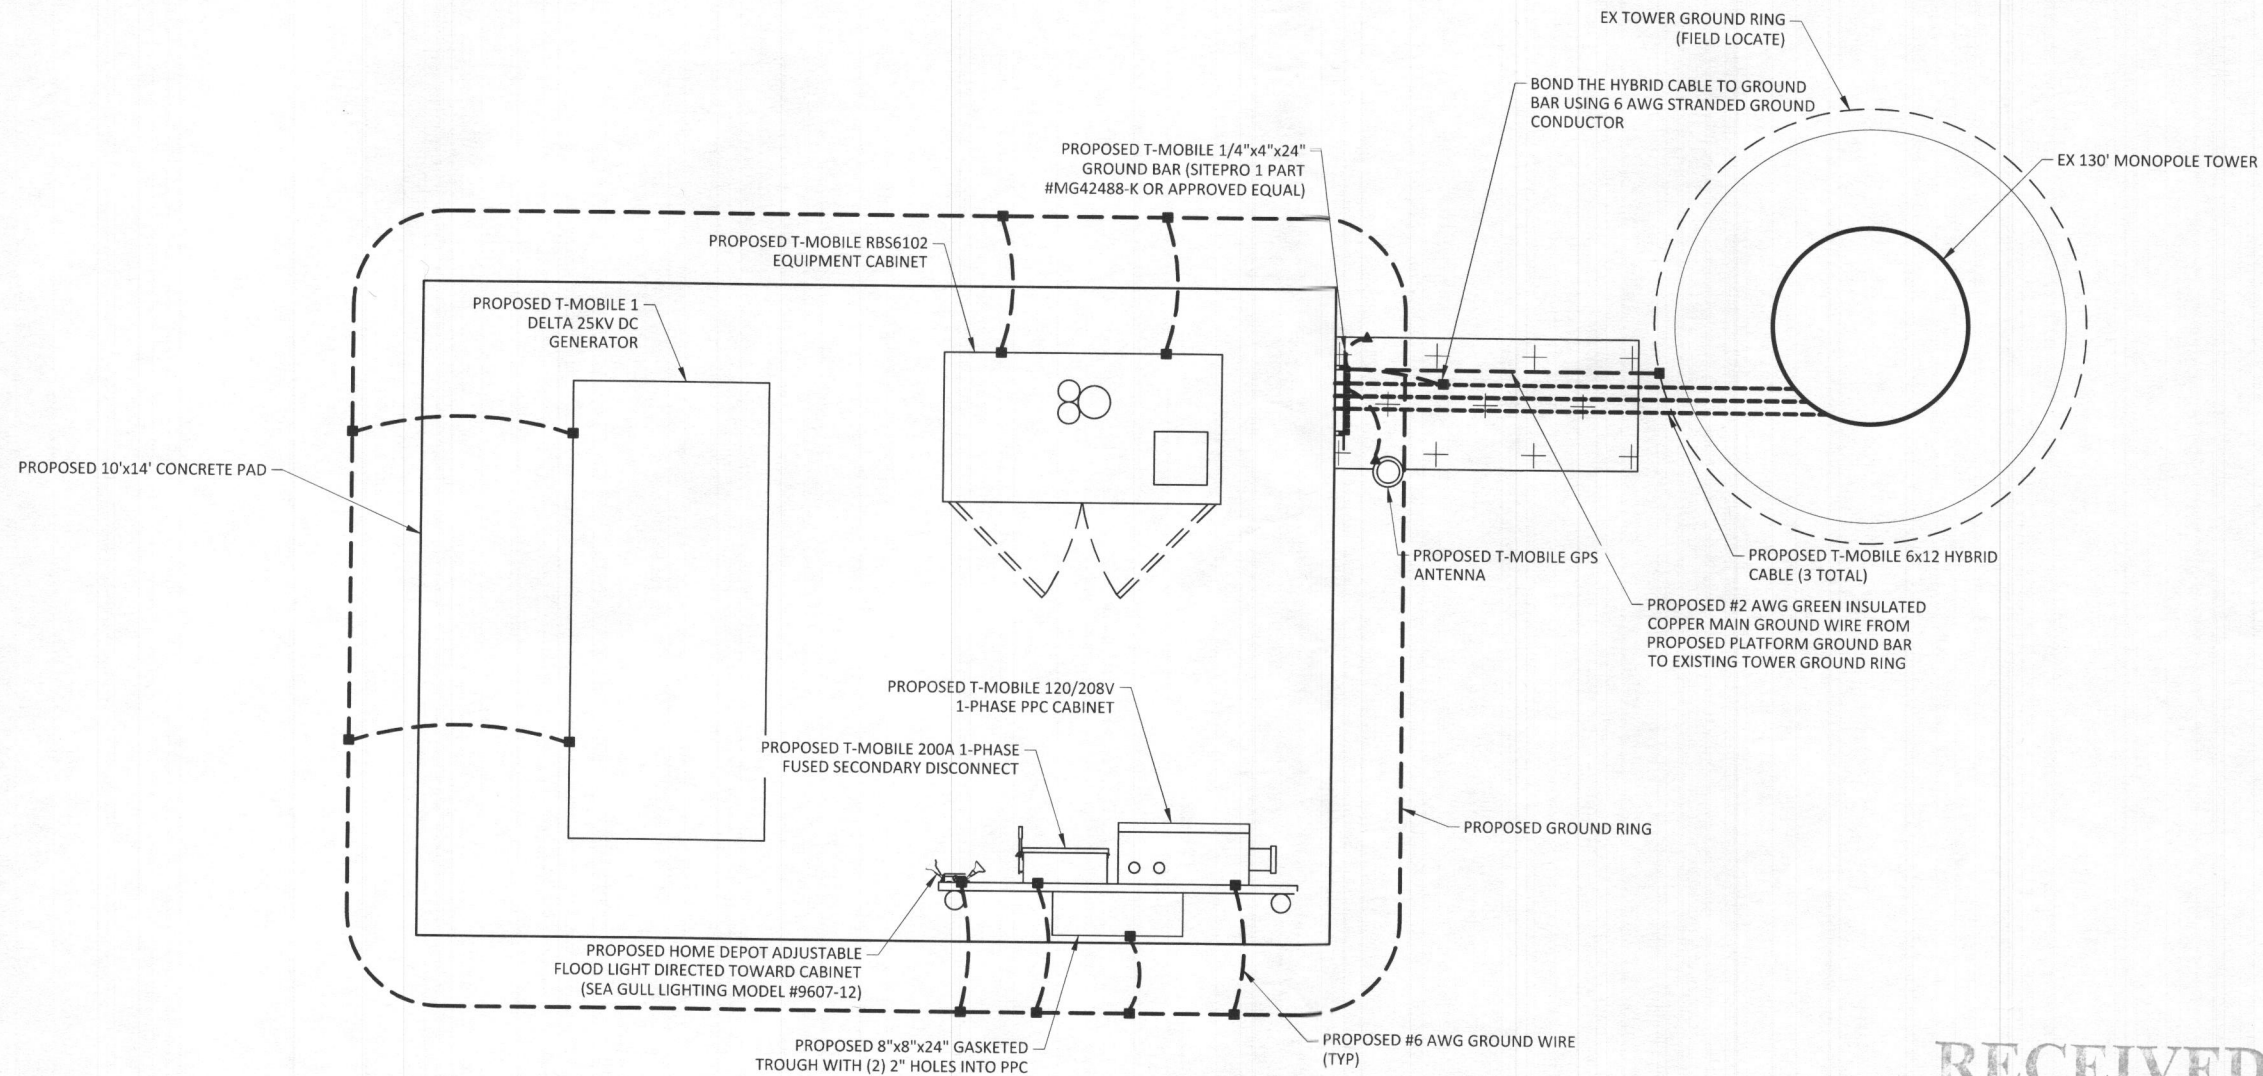 EX TOWER GROUND RING
(FIELD LOCATE)
BOND THE HYBRID CABLE TO GROUND
BAR USING 6 AWG STRANDED GROUND
CONDUCTOR
PROPOSED T-MOBILE 1/4"x4"x24"
GROUND BAR (SITEPRO 1 PART
#MG42488-K OR APPROVED EQUAL)
EX 130' MONOPOLE TOWER
PROPOSED T-MOBILE RBS6102
EQUIPMENT CABINET
PROPOSED T-MOBILE 1
DELTA 25KV DC
GENERATOR
PROPOSED 10'x14' CONCRETE PAD
PROPOSED T-MOBILE GPS
ANTENNA
PROPOSED T-MOBILE 6x12 HYBRID
CABLE (3 TOTAL)
PROPOSED #2 AWG GREEN INSULATED
COPPER MAIN GROUND WIRE FROM
PROPOSED PLATFORM GROUND BAR
TO EXISTING TOWER GROUND RING
PROPOSED T-MOBILE 120/208V
1-PHASE PPC CABINET
PROPOSED T-MOBILE 200A 1-PHASE
FUSED SECONDARY DISCONNECT
PROPOSED GROUND RING
PROPOSED HOME DEPOT ADJUSTABLE
FLOOD LIGHT DIRECTED TOWARD CABINET
(SEA GULL LIGHTING MODEL #9607-12)
PROPOSED 8"x8"x24" GASKETED
TROUGH WITH (2) 2" HOLES INTO PPC
PROPOSED #6 AWG GROUND WIRE
(TYP)
RECEIVED